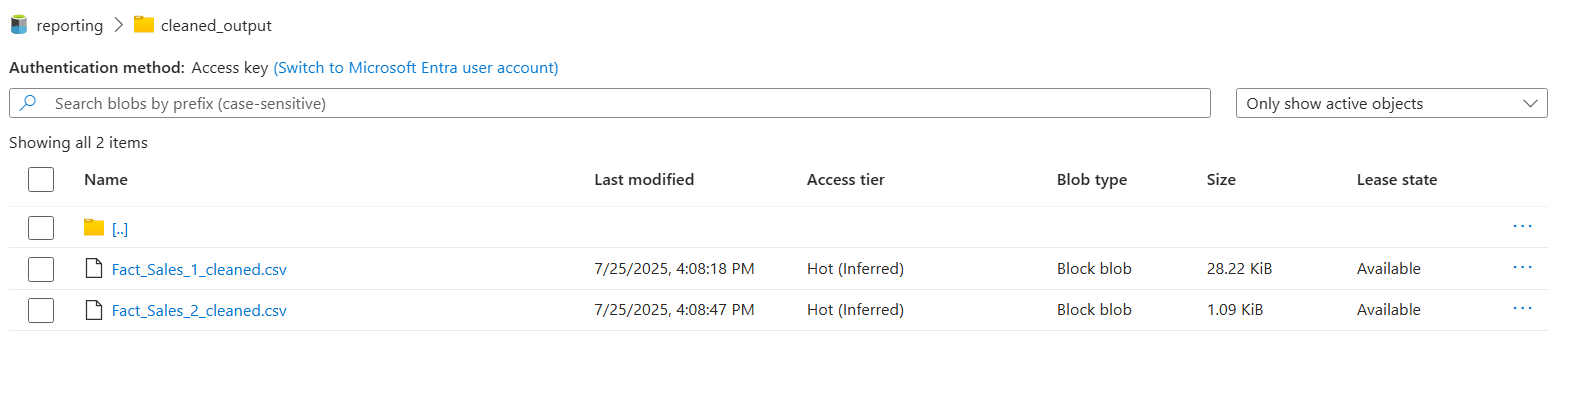 reporting > cleaned_output
Authentication method: Access key (Switch to Microsoft Entra user account)
Search blobs by prefix (case-sensitive)
Only show active objects
Showing all 2 items
Name Last modified Access tier Blob type Size Lease state
[..] ...
Fact_Sales_1_cleaned.csv 7/25/2025, 4:08:18 PM Hot (Inferred) Block blob 28.22 KiB Available ...
Fact_Sales_2_cleaned.csv 7/25/2025, 4:08:47 PM Hot (Inferred) Block blob 1.09 KiB Available ...